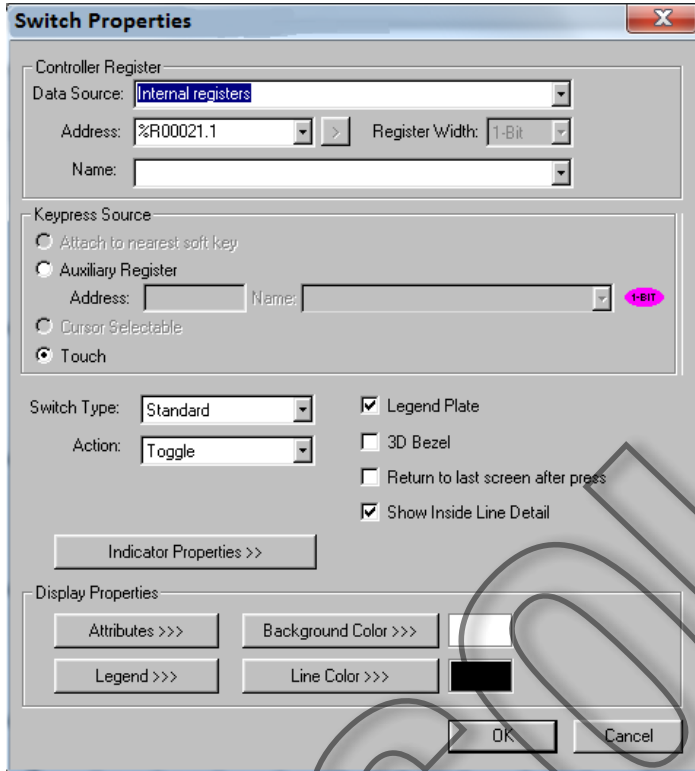 Switch Properties
X
Controller Register
Data Source: Internal registers
Address: %R00021.1 > Register Width: 1-Bit
Name:
Keypress Source
Attach to nearest soft key
Auxiliary Register
Address: Name: 1-BIT
Cursor Selectable
Touch
Switch Type: Standard
Legend Plate
Action: Toggle
3D Bezel
Return to last screen after press
Show Inside Line Detail
Indicator Properties >>
Display Properties
Attributes >>> Background Color >>>
Legend >>> Line Color >>>
OK Cancel